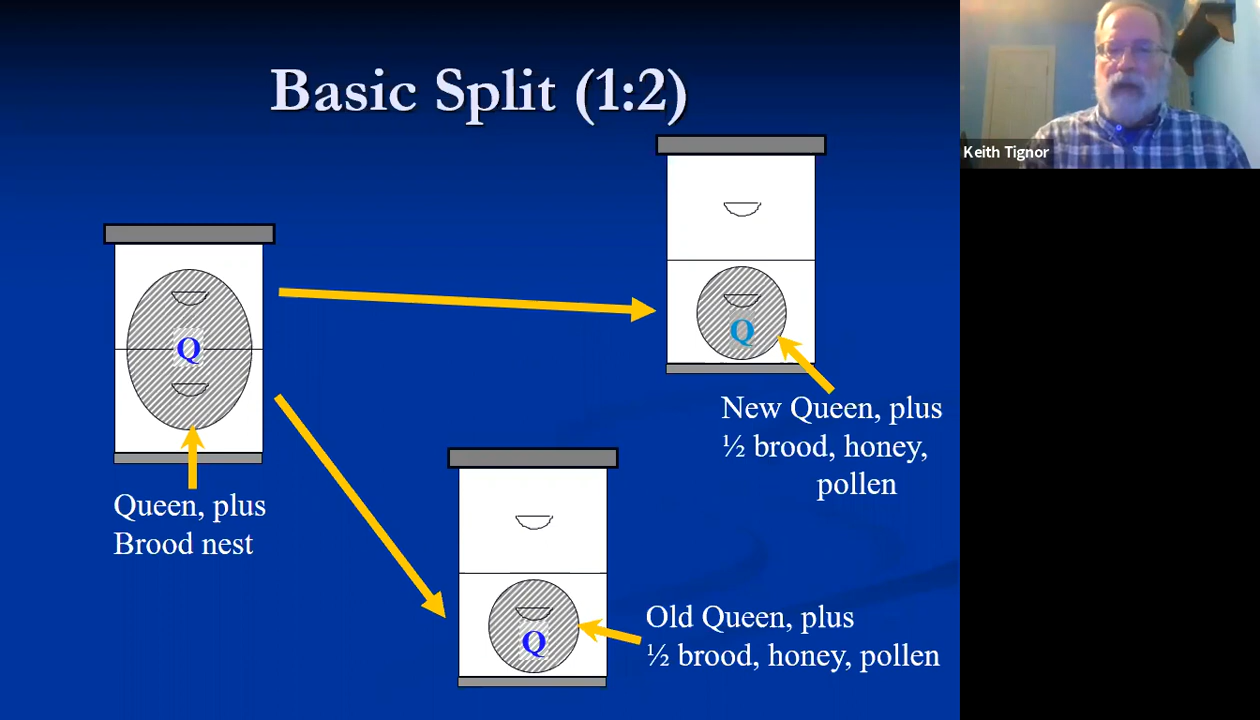 Basic Split (1:2)
Keith Tignor
Q
Q
New Queen, plus
½ brood, honey,
pollen
Queen, plus
Brood nest
Q
Old Queen, plus
½ brood, honey, pollen